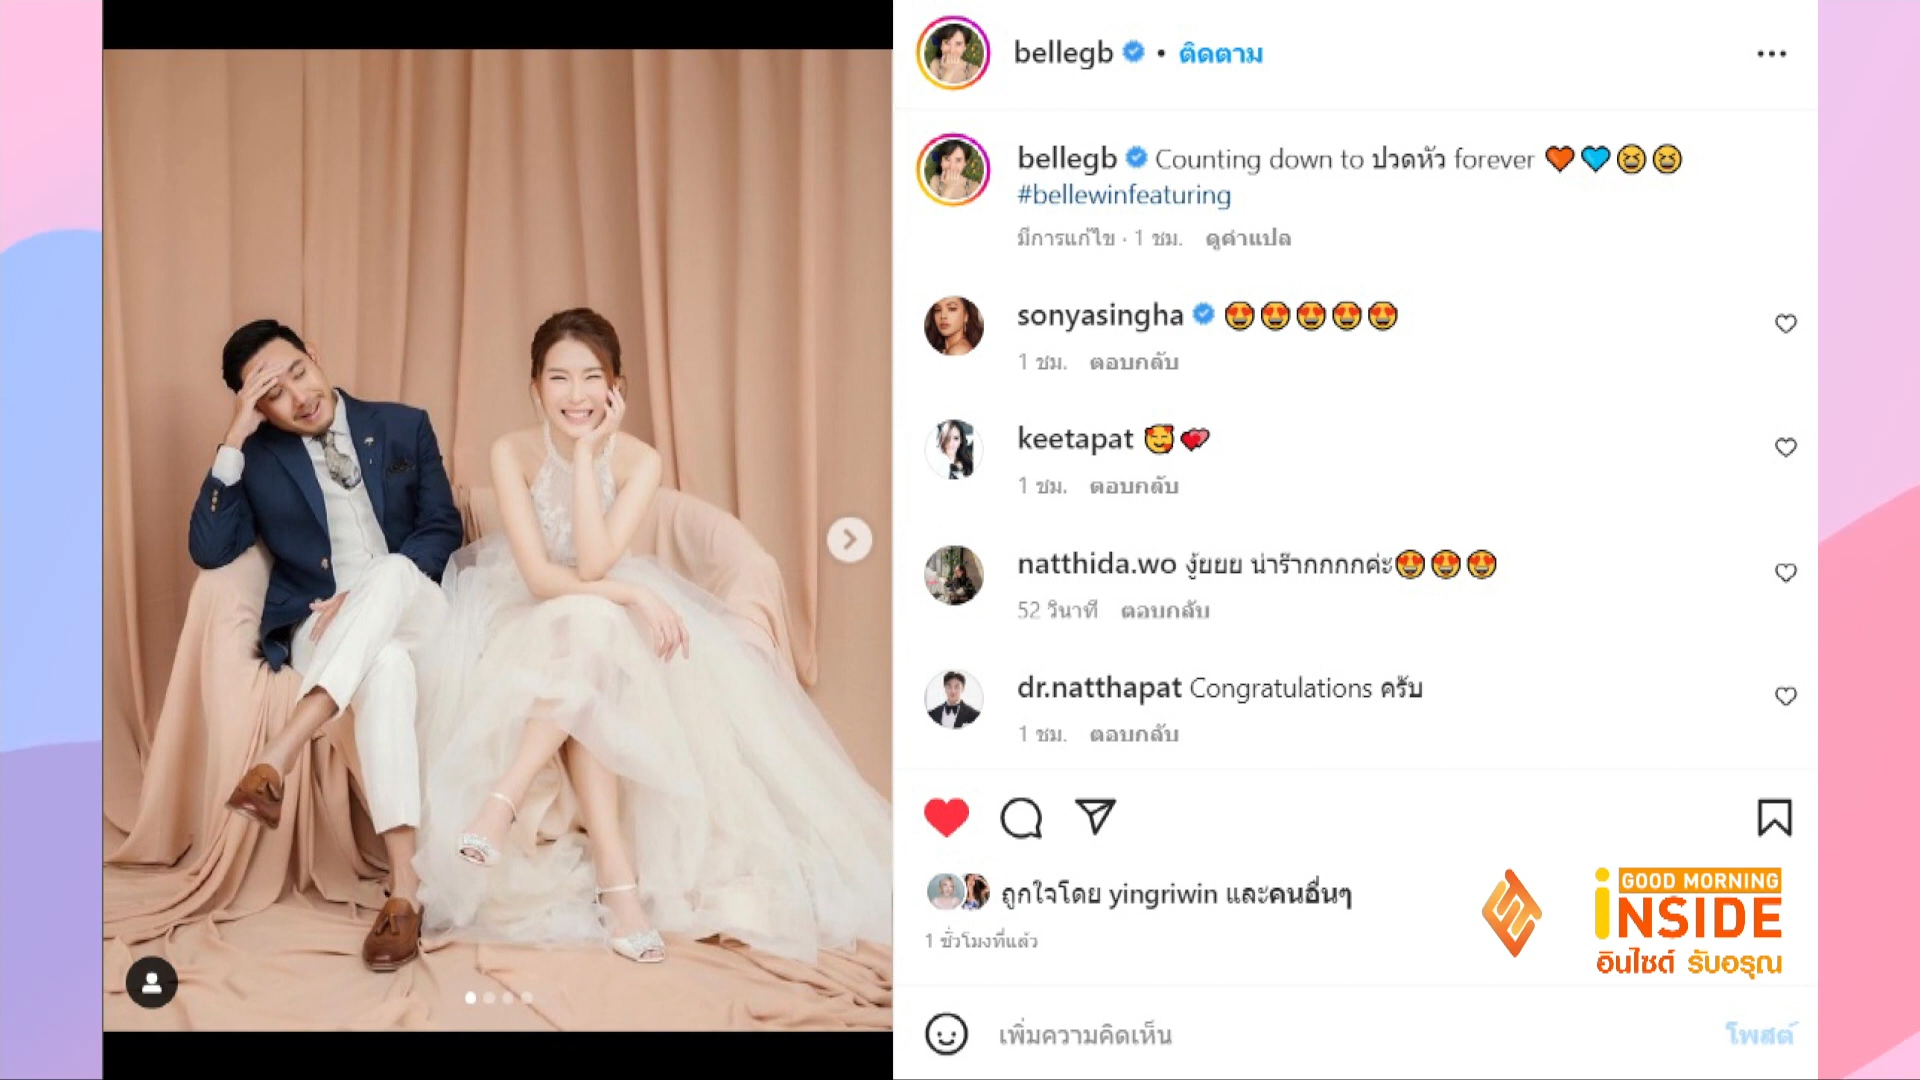 bellegb • ติดตาม
bellegb Counting down to ปวดหัว forever 🧡💙😆😆
#bellewinfeaturing
มีการแก้ไข · 1 ชม. ดูคำแปล
sonyasingha 😍😍😍😍😍
1 ชม. ตอบกลับ
keetapat 🥰💕
1 ชม. ตอบกลับ
natthida.wo งู้ยยย น่าร๊ากกกกค่ะ😍😍😍
52 วินาที ตอบกลับ
dr.natthapat Congratulations ครับ
1 ชม. ตอบกลับ
ถูกใจโดย yingriwin และคนอื่นๆ
1 ชั่วโมงที่แล้ว
GOOD MORNING
iNSIDE
อินไซด์ รับอรุณ
เพิ่มความคิดเห็น
โพสต์